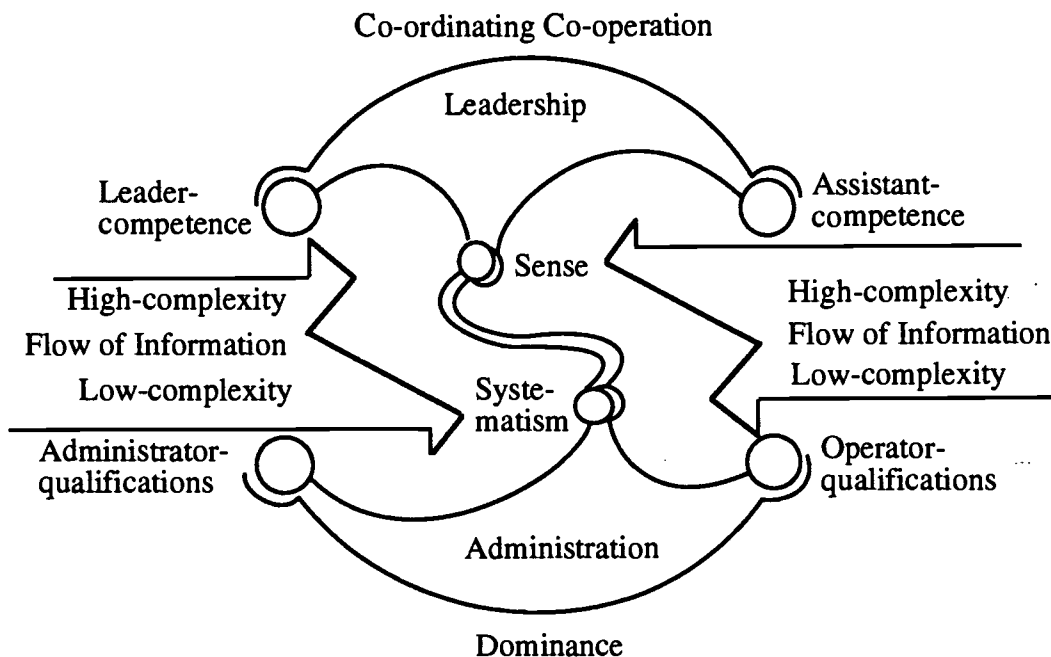 Co-ordinating Co-operation
Leadership
Leader-
competence
Assistant-
competence
Sense
High-complexity
Flow of Information
Low-complexity
High-complexity
Flow of Information
Low-complexity
Syste-
matism
Administrator-
qualifications
Operator-
qualifications
Administration
Dominance